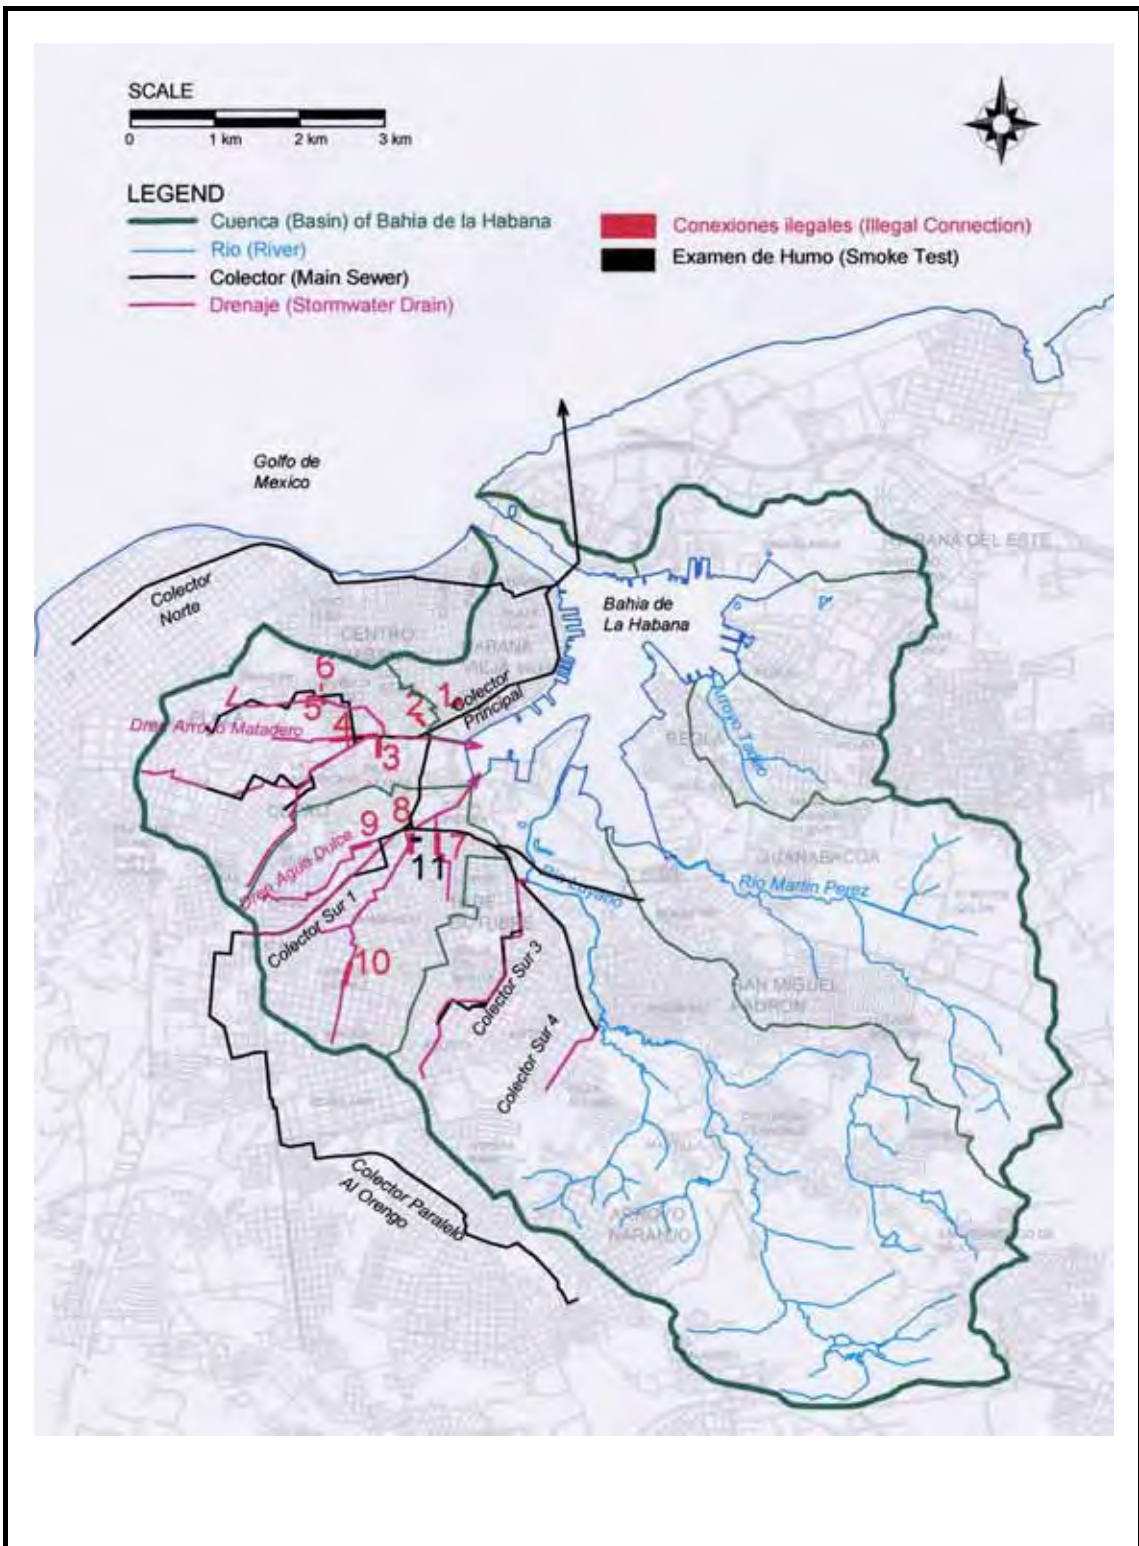 SCALE
0 1 km 2 km 3 km
LEGEND
Cuenca (Basin) of Bahia de la Habana
Rio (River)
Colector (Main Sewer)
Drenaje (Stormwater Drain)
Conexiones ilegales (Illegal Connection)
Examen de Humo (Smoke Test)
Golfo de
Mexico
Colector
Norte
Bahia de
La Habana
CENTRO
Colector
Principal
6
5
4
3
2
1
Dren Arroyo Matadero
REGLA
Arroyo Tadeo
8
9
7
11
Dren Agua Dulce
GUANABACOA
Rio Martin Perez
Rio Luyano
Colector Sur 1
10
Colector Sur 3
Colector Sur 4
SAN MIGUEL
PADRON
Colector Paralelo
Al Orengo
ARROYO
NARANJO